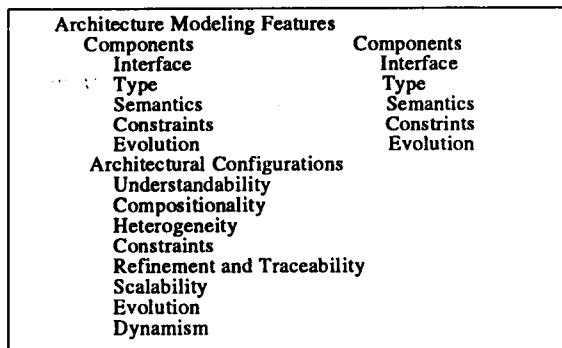 Architecture Modeling Features
Components Components
Interface Interface
Type Type
Semantics Semantics
Constraints Constrints
Evolution Evolution
Architectural Configurations
Understandability
Compositionality
Heterogeneity
Constraints
Refinement and Traceability
Scalability
Evolution
Dynamism